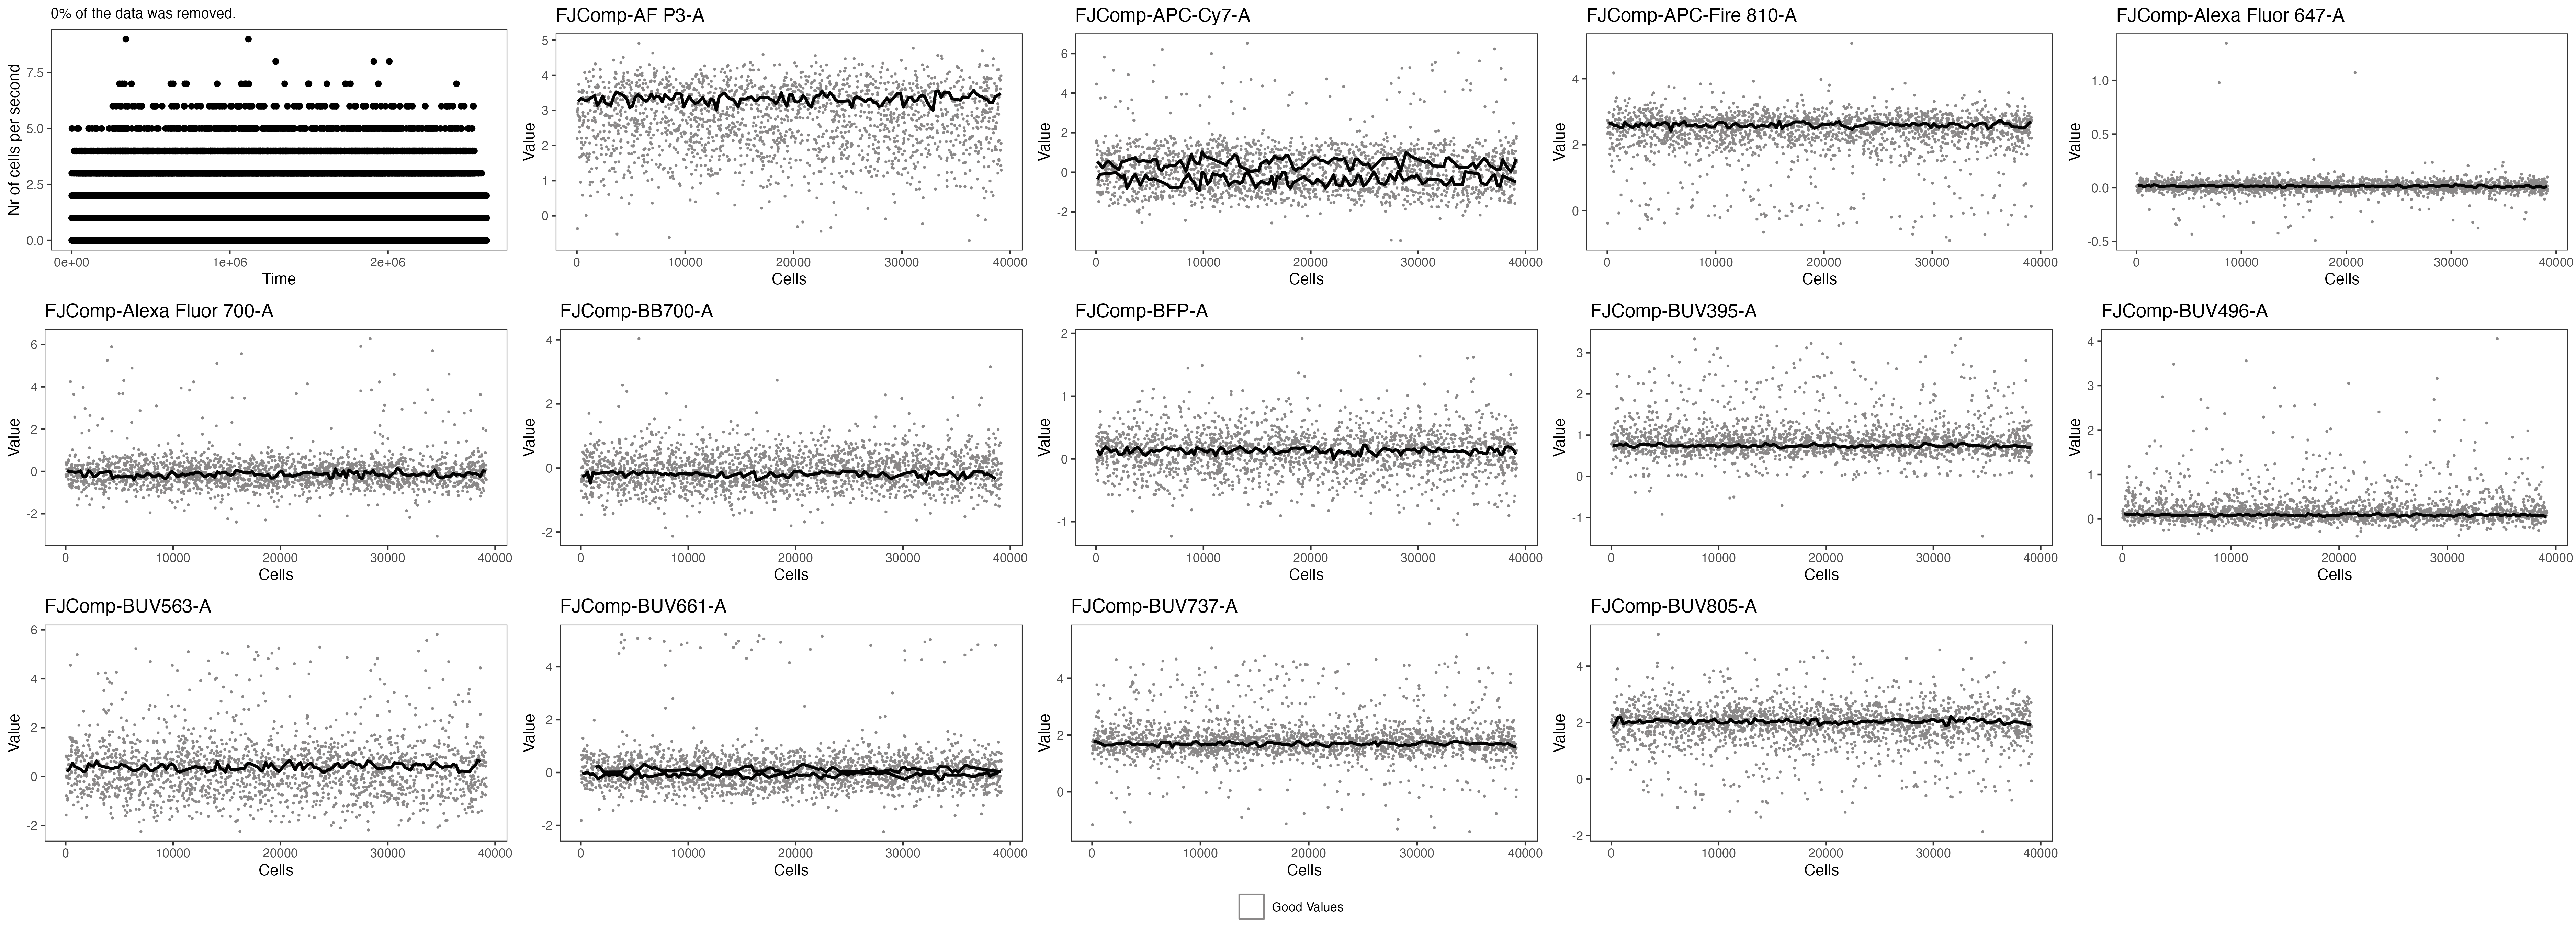 0% of the data was removed.
Nr of cells per second
7.5
5.0
2.5
0.0
0e+00 1e+06 2e+06
Time
FJComp-AF P3-A
Value
5
4
3
2
1
0
0 10000 20000 30000 40000
Cells
FJComp-APC-Cy7-A
Value
6
4
2
0
-2
0 10000 20000 30000 40000
Cells
FJComp-APC-Fire 810-A
Value
4
2
0
0 10000 20000 30000 40000
Cells
FJComp-Alexa Fluor 647-A
Value
1.0
0.5
0.0
-0.5
0 10000 20000 30000 40000
Cells
FJComp-Alexa Fluor 700-A
Value
6
4
2
0
-2
0 10000 20000 30000 40000
Cells
FJComp-BB700-A
Value
4
2
0
-2
0 10000 20000 30000 40000
Cells
FJComp-BFP-A
Value
2
1
0
-1
0 10000 20000 30000 40000
Cells
FJComp-BUV395-A
Value
3
2
1
0
-1
0 10000 20000 30000 40000
Cells
FJComp-BUV496-A
Value
4
3
2
1
0
0 10000 20000 30000 40000
Cells
FJComp-BUV563-A
Value
6
4
2
0
-2
0 10000 20000 30000 40000
Cells
FJComp-BUV661-A
Value
4
2
0
-2
0 10000 20000 30000 40000
Cells
FJComp-BUV737-A
Value
4
2
0
0 10000 20000 30000 40000
Cells
FJComp-BUV805-A
Value
4
2
0
-2
0 10000 20000 30000 40000
Cells
Good Values